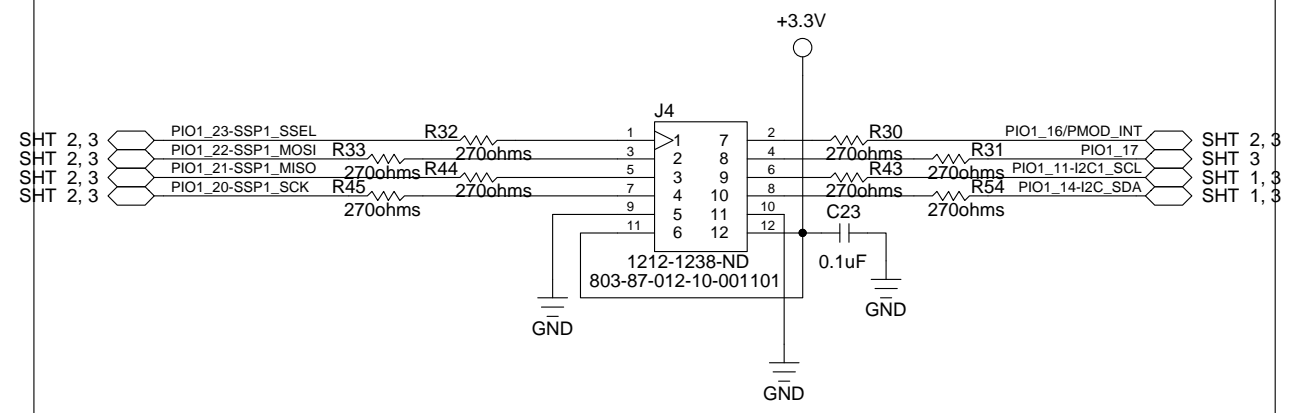 +3.3V
J4
SHT 2, 3 PIO1_23-SSP1_SSEL R32 270ohms 1 1 7 2 R30 270ohms PIO1_16/PMOD_INT SHT 2, 3
SHT 2, 3 PIO1_22-SSP1_MOSI R33 270ohms 3 2 8 4 R31 270ohms PIO1_17 SHT 3
SHT 2, 3 PIO1_21-SSP1_MISO R44 270ohms 5 3 9 6 R43 270ohms PIO1_11-I2C1_SCL SHT 1, 3
SHT 2, 3 PIO1_20-SSP1_SCK R45 270ohms 7 4 10 8 R54 270ohms PIO1_14-I2C_SDA SHT 1, 3
9 5 11 10 C23
11 6 12 12
0.1uF
1212-1238-ND
803-87-012-10-001101
GND
GND
GND